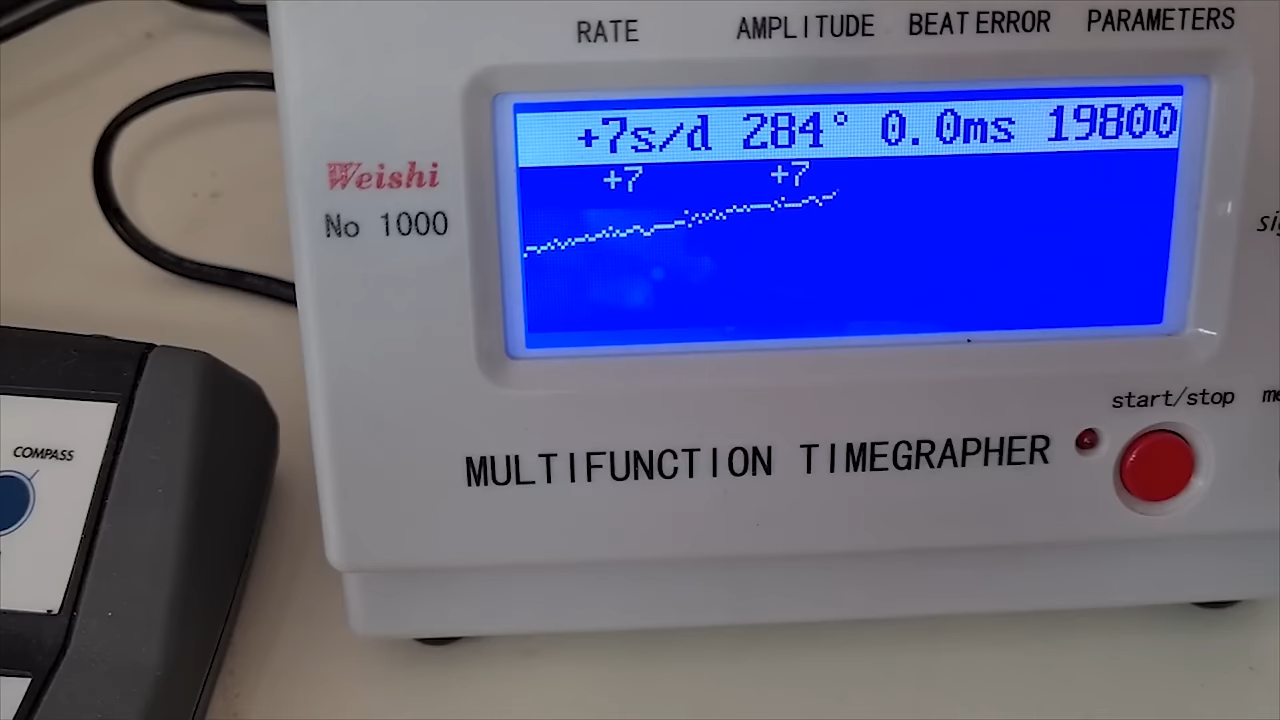 RATE AMPLITUDE BEAT ERROR PARAMETERS
+7s/d 284° 0.0ms 19800
+7 +7
Weishi
No 1000
start/stop
MULTIFUNCTION TIMEGRAPHER
COMPASS